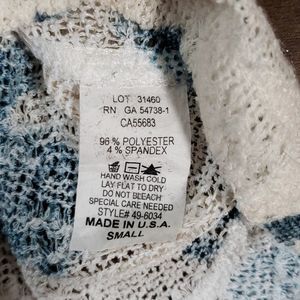 LOT 31460
RN GA 54738-1
CA55683
96 % POLYESTER
4 % SPANDEX
HAND WASH COLD
LAY FLAT TO DRY
DO NOT BLEACH
SPECIAL CARE NEEDED
STYLE# 49-6034
MADE IN U.S.A.
SMALL